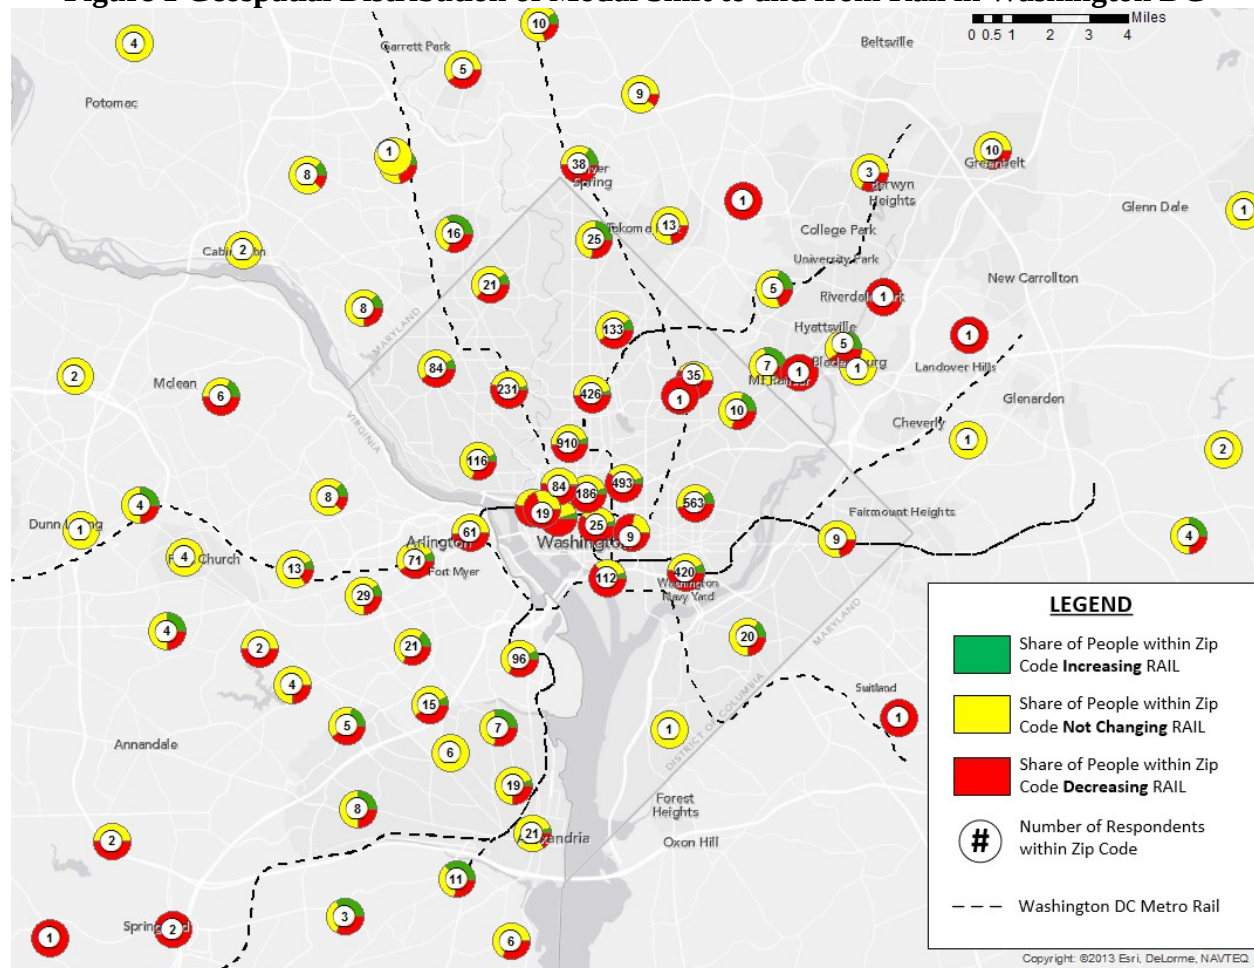 Figure 1 Geospatial Distribution of Modal Shift to and from Rail in Washington DC
Miles
0 0.5 1 2 3 4
10
4
Garrett Park
Beltsville
5
9
Potomac
1
38
Silver
Spring
10
Greenbelt
8
3
Berwyn
Heights
1
Glenn Dale
1
16
25
Takoma
13
College Park
2
University Park
21
5
New Carrollton
8
MARYLAND
Riverdale Park
1
133
Hyattsville
1
5
84
35
7
1
1
Landover Hills
2
Mclean
231
426
1
6
10
Glenarden
VIRGINIA
Cheverly
1
2
910
116
84
186
493
8
563
4
19
Fairmount Heights
Dunn Loring
1
61
25
9
9
4
Arlington
Washington
4
Falls Church
71
Fort Myer
13
112
420
Washington
Navy Yard
29
LEGEND
4
20
MARYLAND
Share of People within Zip
Code Increasing RAIL
2
21
96
4
Suitland
DISTRICT OF COLUMBIA
Share of People within Zip
Code Not Changing RAIL
15
1
5
7
1
Annandale
6
Share of People within Zip
Code Decreasing RAIL
19
8
Forest
Heights
21
Alexandria
Oxon Hill
# Number of Respondents
within Zip Code
2
11
Washington DC Metro Rail
3
Springfield
2
1
6
Copyright: ©2013 Esri, DeLorme, NAVTEQ